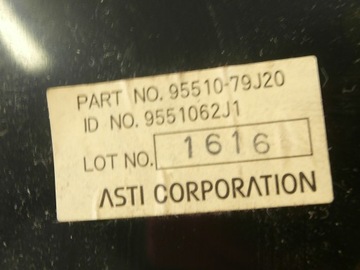 PART NO. 95510-79J20
ID NO. 9551062J1
LOT NO. 1616
ASTI CORPORATION